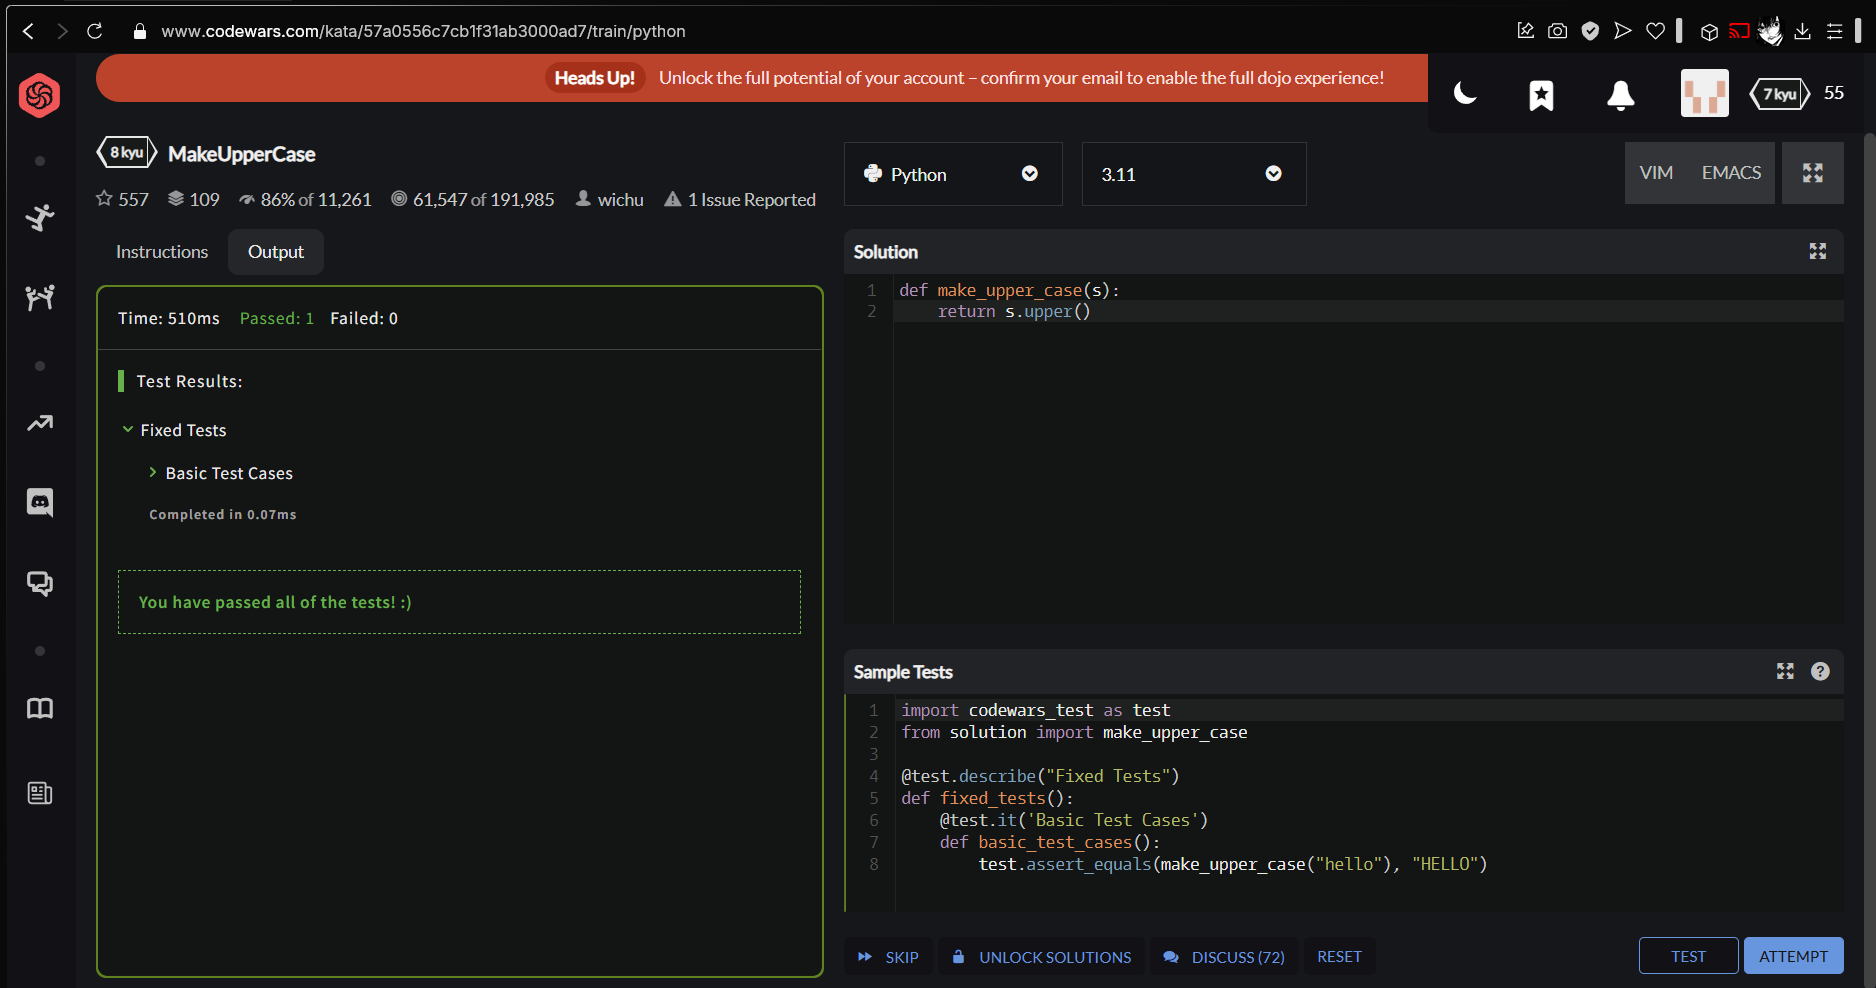 www.codewars.com/kata/57a0556c7cb1f31ab3000ad7/train/python
Heads Up! Unlock the full potential of your account – confirm your email to enable the full dojo experience!
7 kyu 55
8 kyu MakeUpperCase
557 109 86% of 11,261 61,547 of 191,985 wichu 1 Issue Reported
Python
3.11
VIM EMACS
Instructions Output
Time: 510ms Passed: 1 Failed: 0
Test Results:
Fixed Tests
Basic Test Cases
Completed in 0.07ms
You have passed all of the tests! :)
Solution
1 def make_upper_case(s):
2     return s.upper()
Sample Tests
?
1 import codewars_test as test
2 from solution import make_upper_case
3
4 @test.describe("Fixed Tests")
5 def fixed_tests():
6     @test.it('Basic Test Cases')
7     def basic_test_cases():
8         test.assert_equals(make_upper_case("hello"), "HELLO")
SKIP UNLOCK SOLUTIONS DISCUSS (72) RESET TEST ATTEMPT